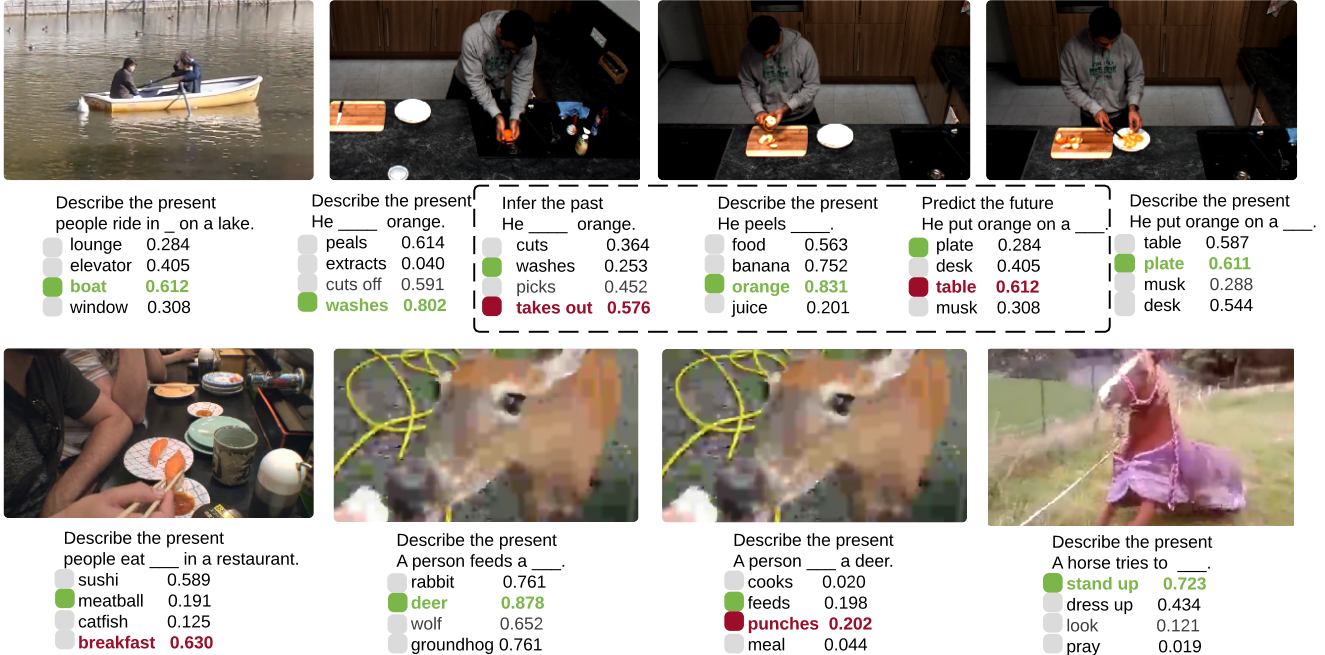 Describe the present
people ride in _ on a lake.
lounge 0.284
elevator 0.405
boat 0.612
window 0.308
Describe the present
He ____ orange.
peals 0.614
extracts 0.040
cuts off 0.591
washes 0.802
Infer the past
He ____ orange.
cuts 0.364
washes 0.253
picks 0.452
takes out 0.576
Describe the present
He peels ____.
food 0.563
banana 0.752
orange 0.831
juice 0.201
Predict the future
He put orange on a ___.
plate 0.284
desk 0.405
table 0.612
musk 0.308
Describe the present
He put orange on a ___.
table 0.587
plate 0.611
musk 0.288
desk 0.544
Describe the present
people eat ___ in a restaurant.
sushi 0.589
meatball 0.191
catfish 0.125
breakfast 0.630
Describe the present
A person feeds a ___.
rabbit 0.761
deer 0.878
wolf 0.652
groundhog 0.761
Describe the present
A person ___ a deer.
cooks 0.020
feeds 0.198
punches 0.202
meal 0.044
Describe the present
A horse tries to ___.
stand up 0.723
dress up 0.434
look 0.121
pray 0.019